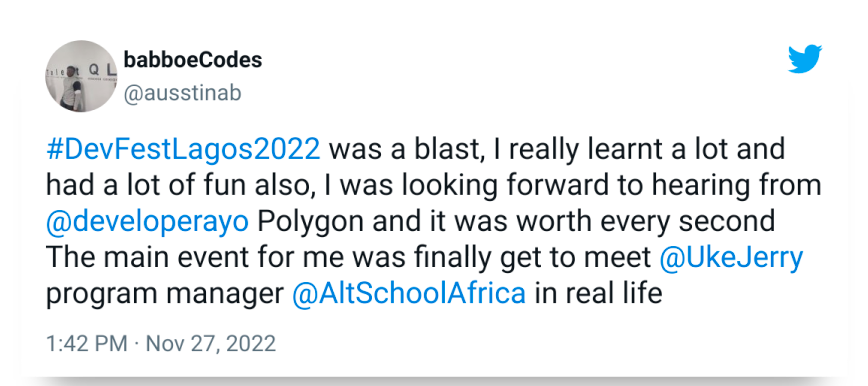 babboeCodes
@ausstinab
#DevFestLagos2022 was a blast, I really learnt a lot and
had a lot of fun also, I was looking forward to hearing from
@developerayo Polygon and it was worth every second
The main event for me was finally get to meet @UkeJerry
program manager @AltSchoolAfrica in real life
1:42 PM · Nov 27, 2022